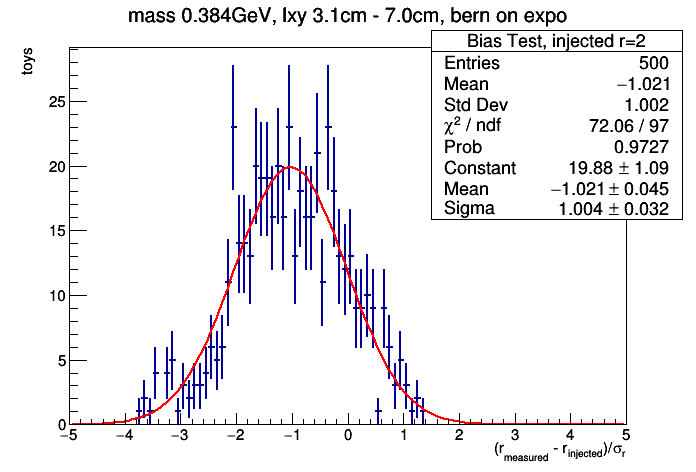 mass 0.384GeV, lxy 3.1cm - 7.0cm, bern on expo
Bias Test, injected r=2
Entries 500
Mean −1.021
Std Dev 1.002
χ² / ndf 72.06 / 97
Prob 0.9727
Constant 19.88 ± 1.09
Mean −1.021 ± 0.045
Sigma 1.004 ± 0.032
toys
25
20
15
10
5
0
−5 −4 −3 −2 −1 0 1 2 3 4 5
(r_measured - r_injected)/σ_r